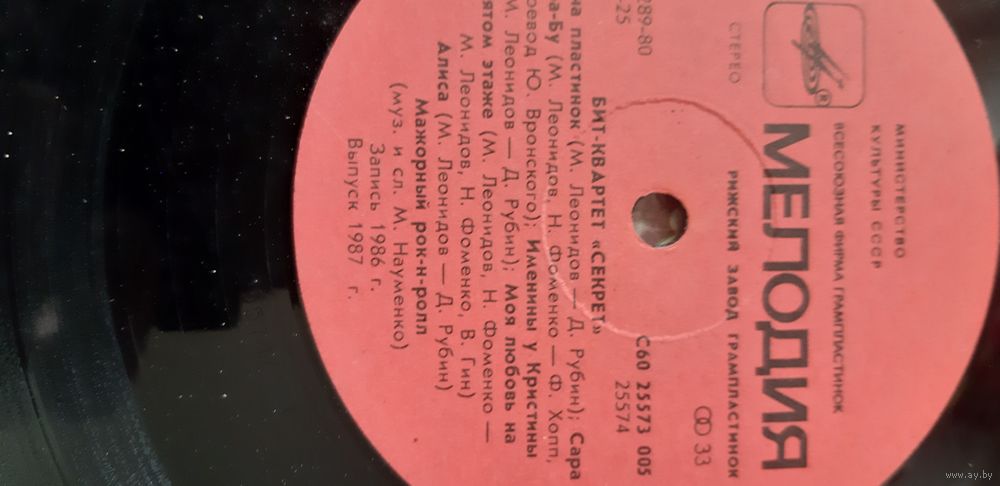 МИНИСТЕРСТВО
КУЛЬТУРЫ СССР
ВСЕСОЮЗНАЯ ФИРМА ГРАМПЛАСТИНОК
®
МЕЛОДИЯ
РИЖСКИЙ ЗАВОД ГРАМПЛАСТИНОК
СТЕРЕО
33
289-80
-25
С60 25573 005
25574
БИТ-КВАРТЕТ «СЕКРЕТ»
на пластинок (М. Леонидов — Д. Рубин); Сара
а-Бу (М. Леонидов, Н. Фоменко — Ф. Хопп,
ревод Ю. Вронского); Именины у Кристины
М. Леонидов — Д. Рубин); Моя любовь на
ятом этаже (М. Леонидов, Н. Фоменко —
М. Леонидов, Н. Фоменко, В. Гин)
Алиса (М. Леонидов — Д. Рубин)
Мажорный рок-н-ролл
(муз. и сл. М. Науменко)
Запись 1986 г.
Выпуск 1987 г.
www.ay.by